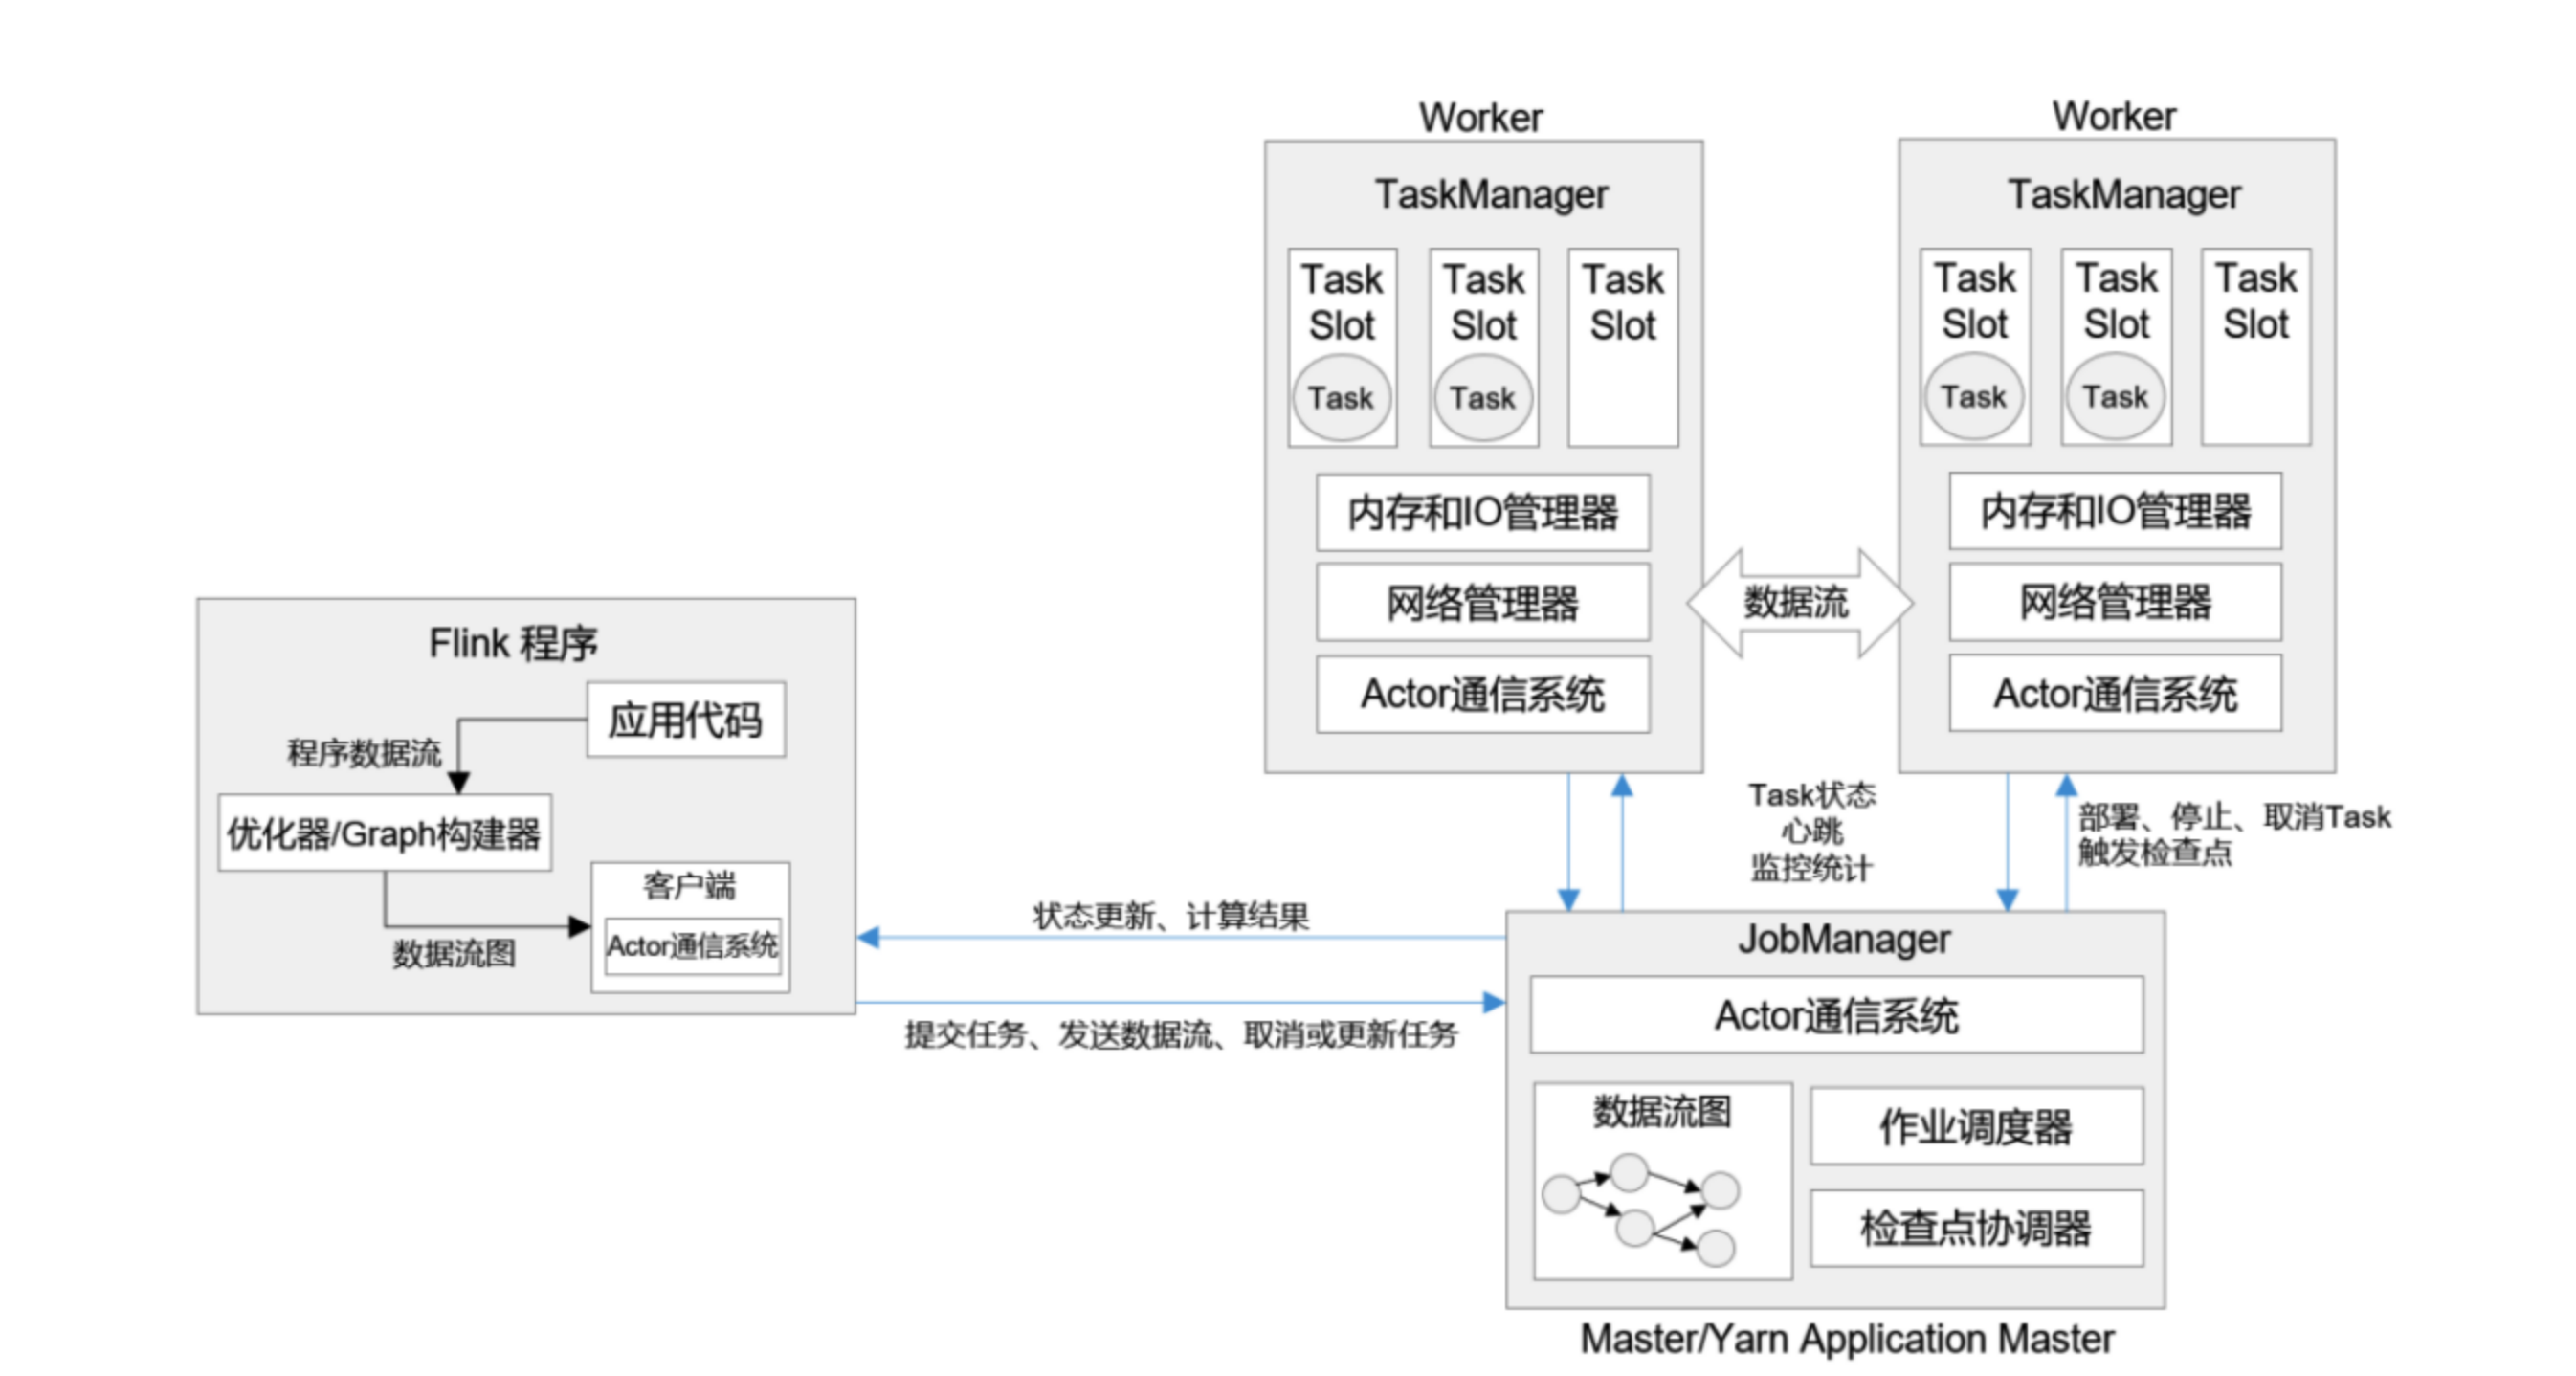 Worker
TaskManager
Task
Slot
Task
Task
Slot
Task
Task
Slot
内存和IO管理器
网络管理器
Actor通信系统
数据流
Worker
TaskManager
Task
Slot
Task
Task
Slot
Task
Task
Slot
内存和IO管理器
网络管理器
Actor通信系统
Flink 程序
应用代码
程序数据流
优化器/Graph构建器
数据流图
客户端
Actor通信系统
状态更新、计算结果
提交任务、发送数据流、取消或更新任务
Task状态
心跳
监控统计
部署、停止、取消Task
触发检查点
JobManager
Actor通信系统
数据流图
作业调度器
检查点协调器
Master/Yarn Application Master